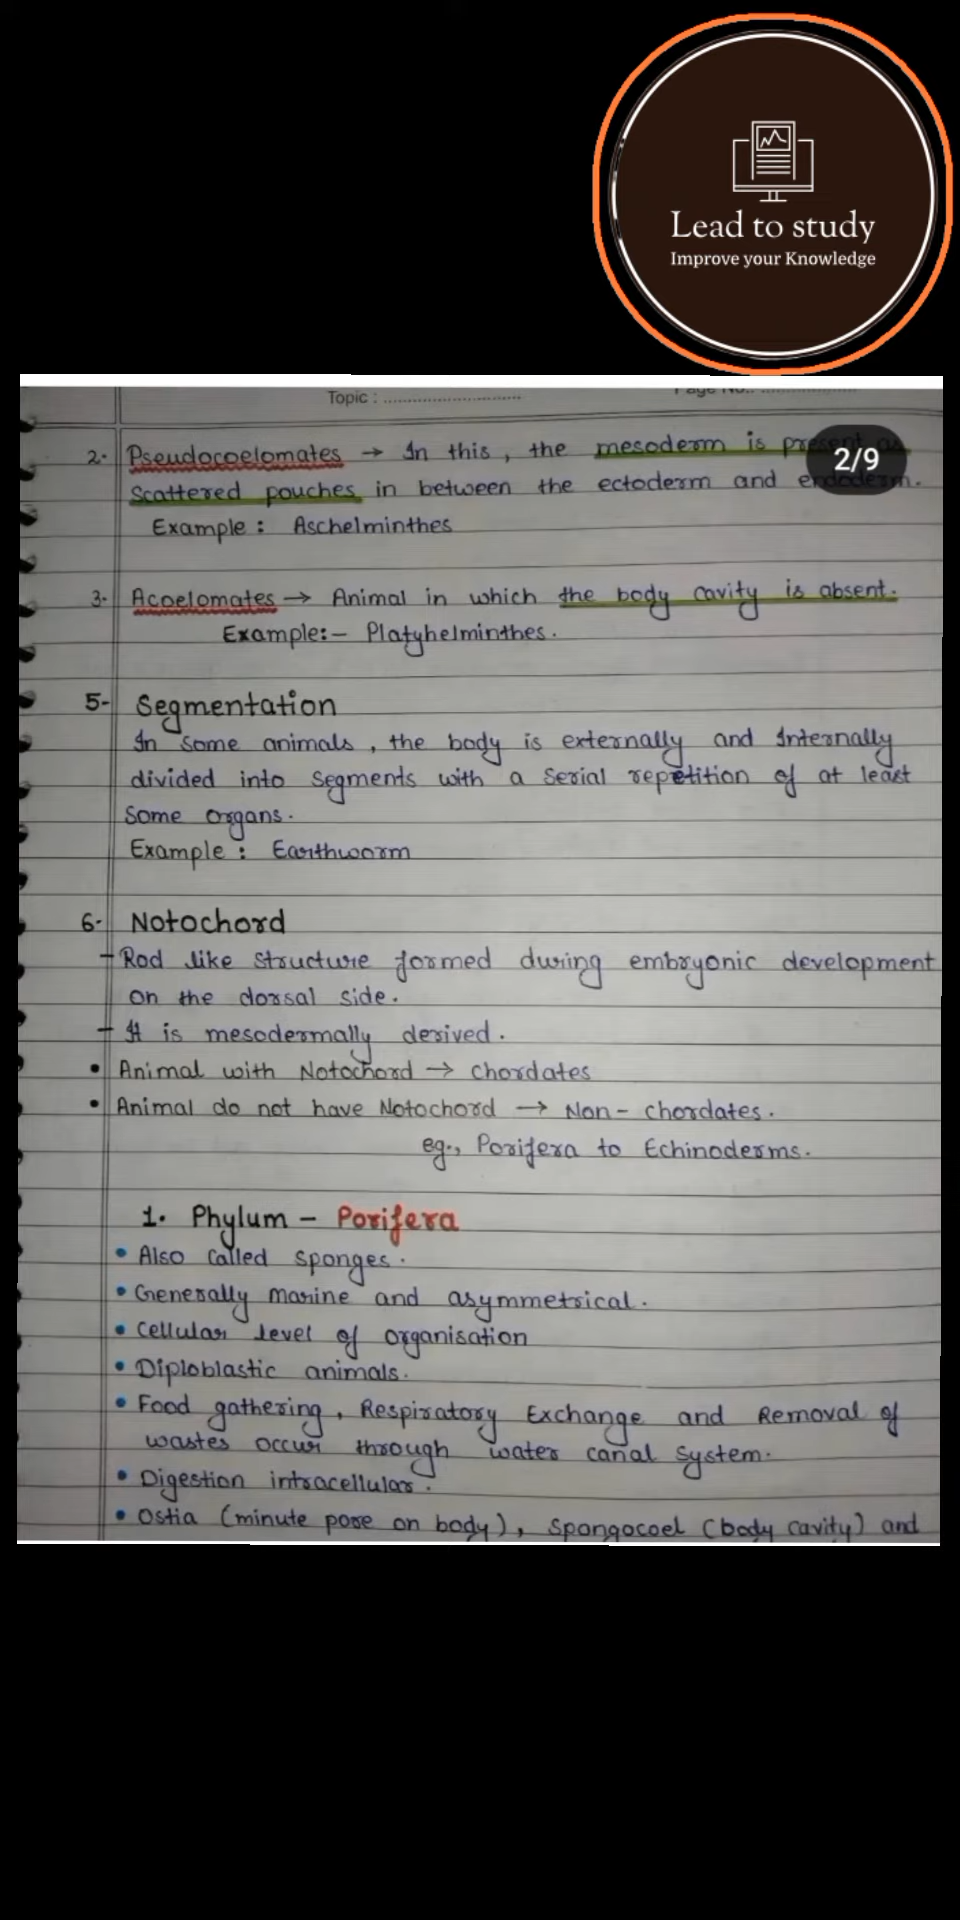 Lead to study
Improve your Knowledge
Topic : ............................
Page No.: ....................
2/9
2. Pseudocoelomates → In this, the mesoderm is present as
scattered pouches in between the ectoderm and endoderm.
Example : Aschelminthes
3- Acoelomates → Animal in which the body cavity is absent.
Example:- Platyhelminthes.
5- Segmentation
In some animals, the body is externally and Internally
divided into segments with a serial repetition of at least
some organs.
Example : Earthworm
6- Notochord
- Rod like structure formed during embryonic development
on the dorsal side.
- It is mesodermally derived.
• Animal with Notochord → Chordates
• Animal do not have Notochord → Non-chordates.
eg., Porifera to Echinoderms.
1. Phylum - Porifera
• Also called sponges.
• Generally marine and asymmetrical.
• Cellular level of organisation
• Diploblastic animals.
• Food gathering, Respiratory Exchange and Removal of
wastes occur through water canal system.
• Digestion intracellular.
• Ostia (minute pore on body), Spongocoel (body cavity) and